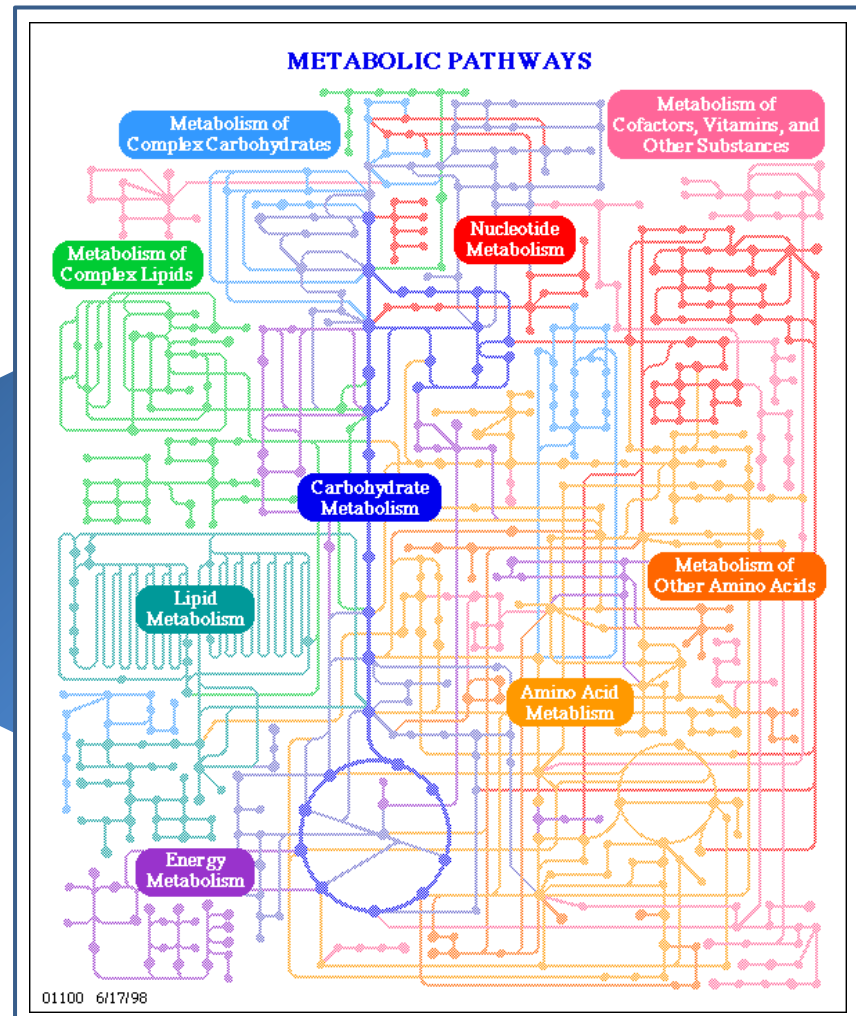 METABOLIC PATHWAYS
Metabolism of
Complex Carbohydrates
Metabolism of
Cofactors, Vitamins, and
Other Substances
Nucleotide
Metabolism
Metabolism of
Complex Lipids
Carbohydrate
Metabolism
Metabolism of
Other Amino Acids
Lipid
Metabolism
Amino Acid
Metablism
Energy
Metabolism
01100 6/17/98